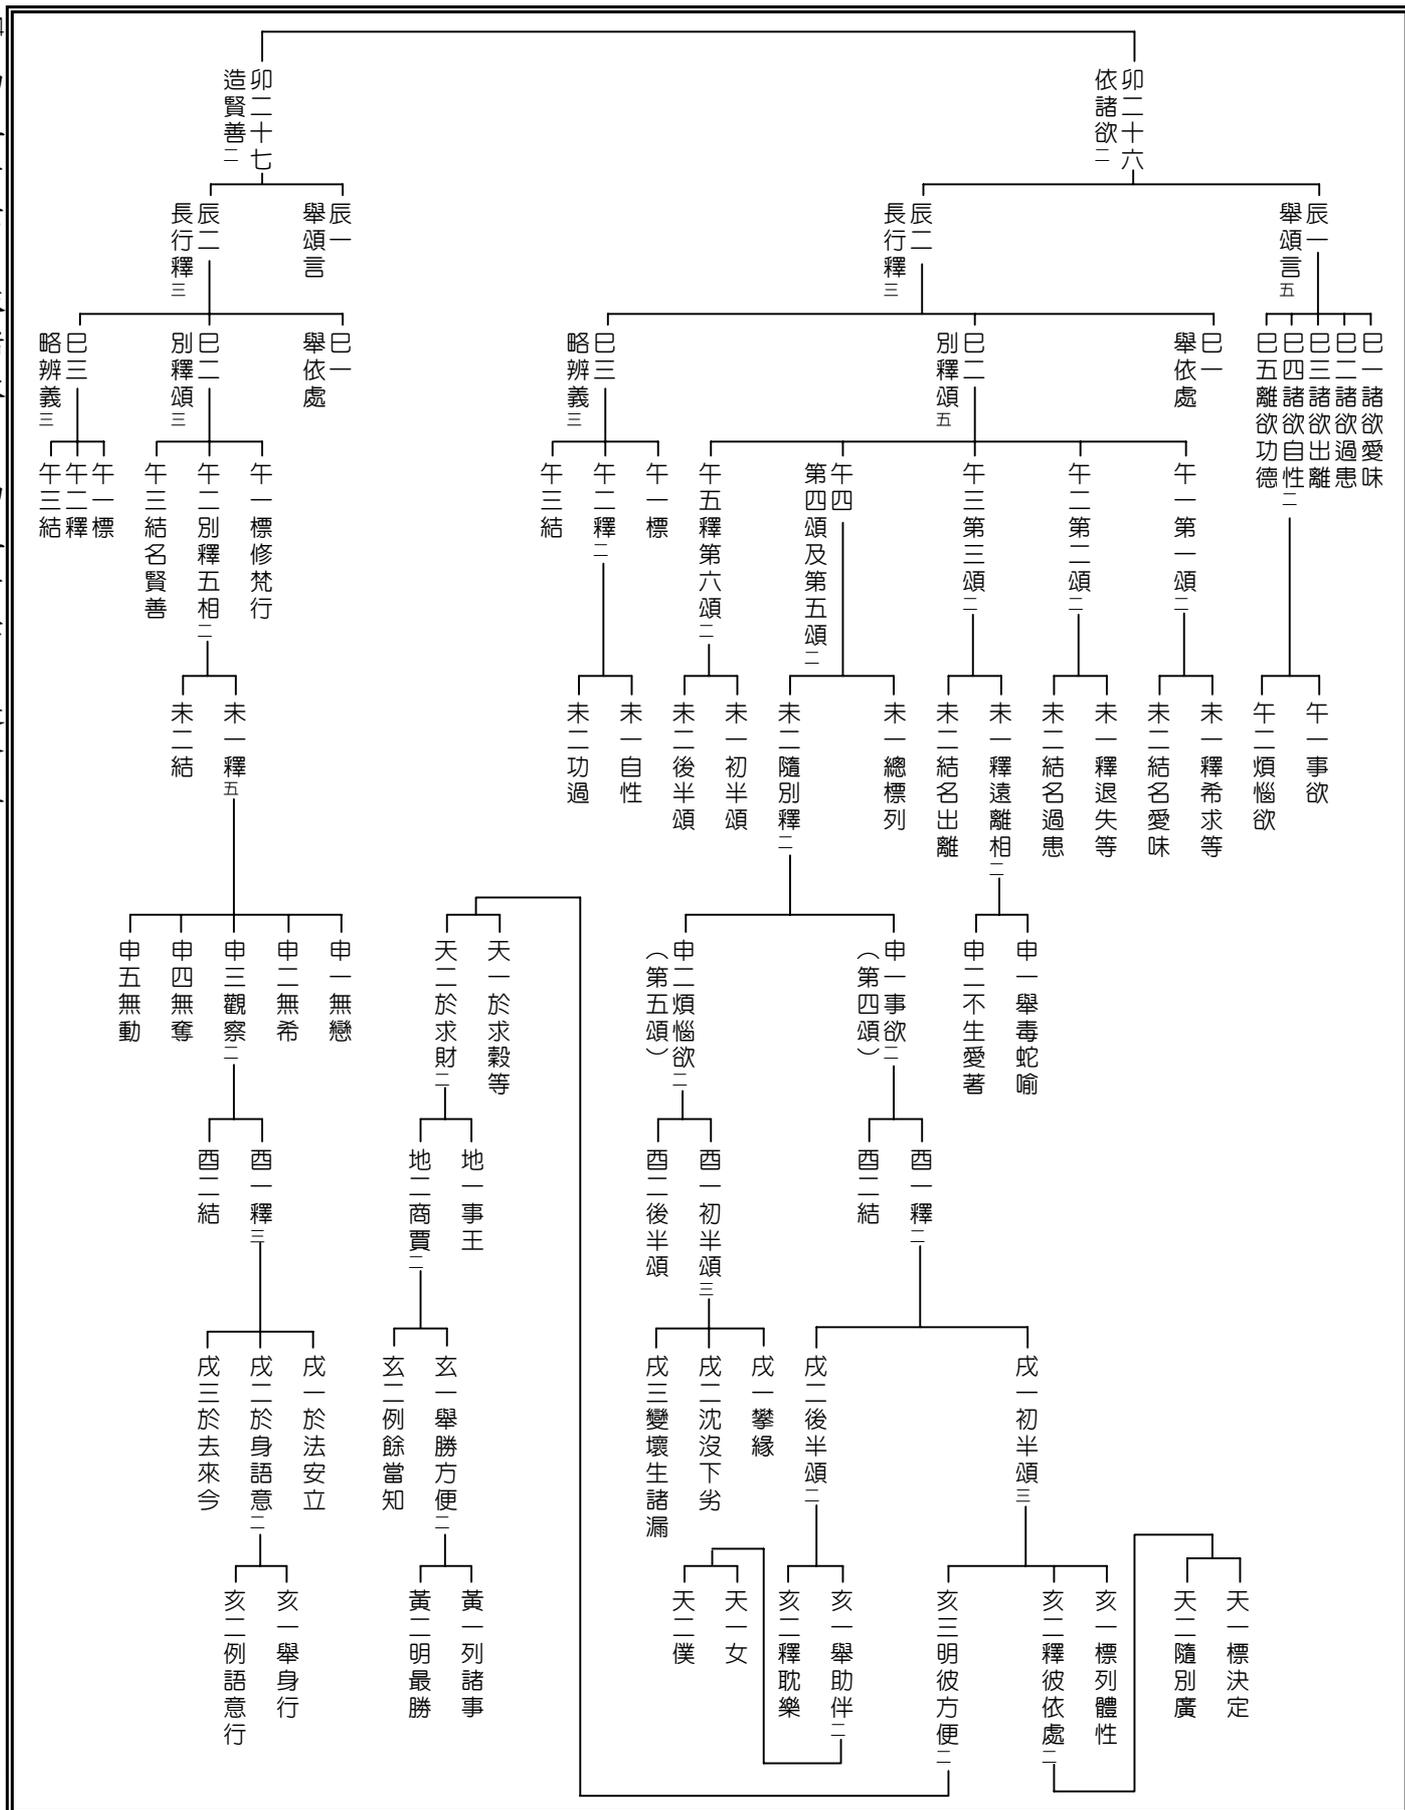 卯二十六
依諸欲二
辰一
舉頌言五
巳一諸欲愛味
巳二諸欲過患
巳三諸欲出離
巳四諸欲自性二
午一事欲
午二煩惱欲
巳五離欲功德
辰二
長行釋三
巳一
舉依處
巳二
別釋頌五
午一第一頌二
未一釋希求等
未二結名愛味
午二第二頌二
未一釋退失等
未二結名過患
午三第三頌二
未一釋遠離相二
申一舉毒蛇喻
申二不生愛著
未二結名出離
午四
第四頌及第五頌二
未一總標列
未二隨別釋二
申一事欲二
（第四頌）
酉一釋二
戌一初半頌三
亥一標列體性
亥二釋彼依處二
天一標決定
天二隨別廣
亥三明彼方便二
天一於求穀等
天二於求財二
地一事王
地二商賈二
玄一舉勝方便二
黃一列諸事
黃二明最勝
玄二例餘當知
戌二後半頌二
亥一舉助伴二
天一女
天二僕
亥二釋耽樂
酉二結
申二煩惱欲二
（第五頌）
酉一初半頌三
戌一攀緣
戌二沈沒下劣
戌三變壞生諸漏
酉二後半頌
午五釋第六頌二
未一初半頌
未二後半頌
巳三
略辨義三
午一標
午二釋二
未一自性
未二功過
午三結
卯二十七
造賢善二
辰一
舉頌言
辰二
長行釋三
巳一
舉依處
巳二
別釋頌三
午一標修梵行
午二別釋五相二
未一釋五
申一無戀
申二無希
申三觀察二
酉一釋三
戌一於法安立
戌二於身語意二
亥一舉身行
亥二例語意行
戌三於去來今
酉二結
申四無奪
申五無動
未二結
午三結名賢善
巳三
略辨義三
午一標
午二釋
午三結